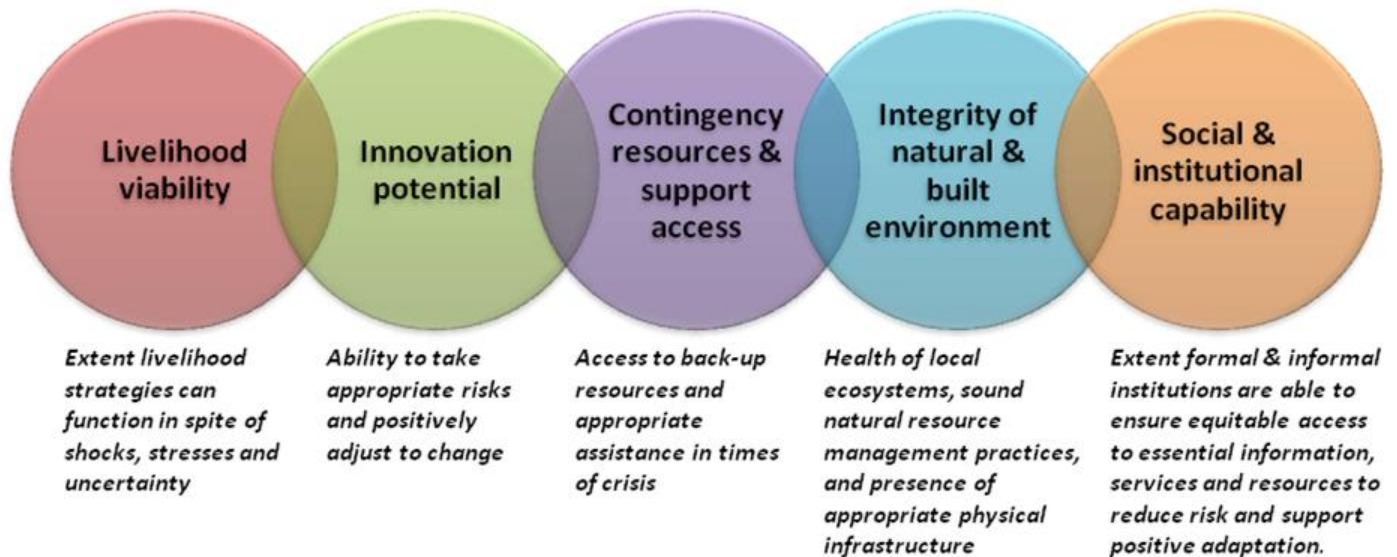 Livelihood
viability
Innovation
potential
Contingency
resources &
support
access
Integrity of
natural &
built
environment
Social &
institutional
capability
Extent livelihood
strategies can
function in spite of
shocks, stresses and
uncertainty
Ability to take
appropriate risks
and positively
adjust to change
Access to back-up
resources and
appropriate
assistance in times
of crisis
Health of local
ecosystems, sound
natural resource
management practices,
and presence of
appropriate physical
infrastructure
Extent formal & informal
institutions are able to
ensure equitable access
to essential information,
services and resources to
reduce risk and support
positive adaptation.